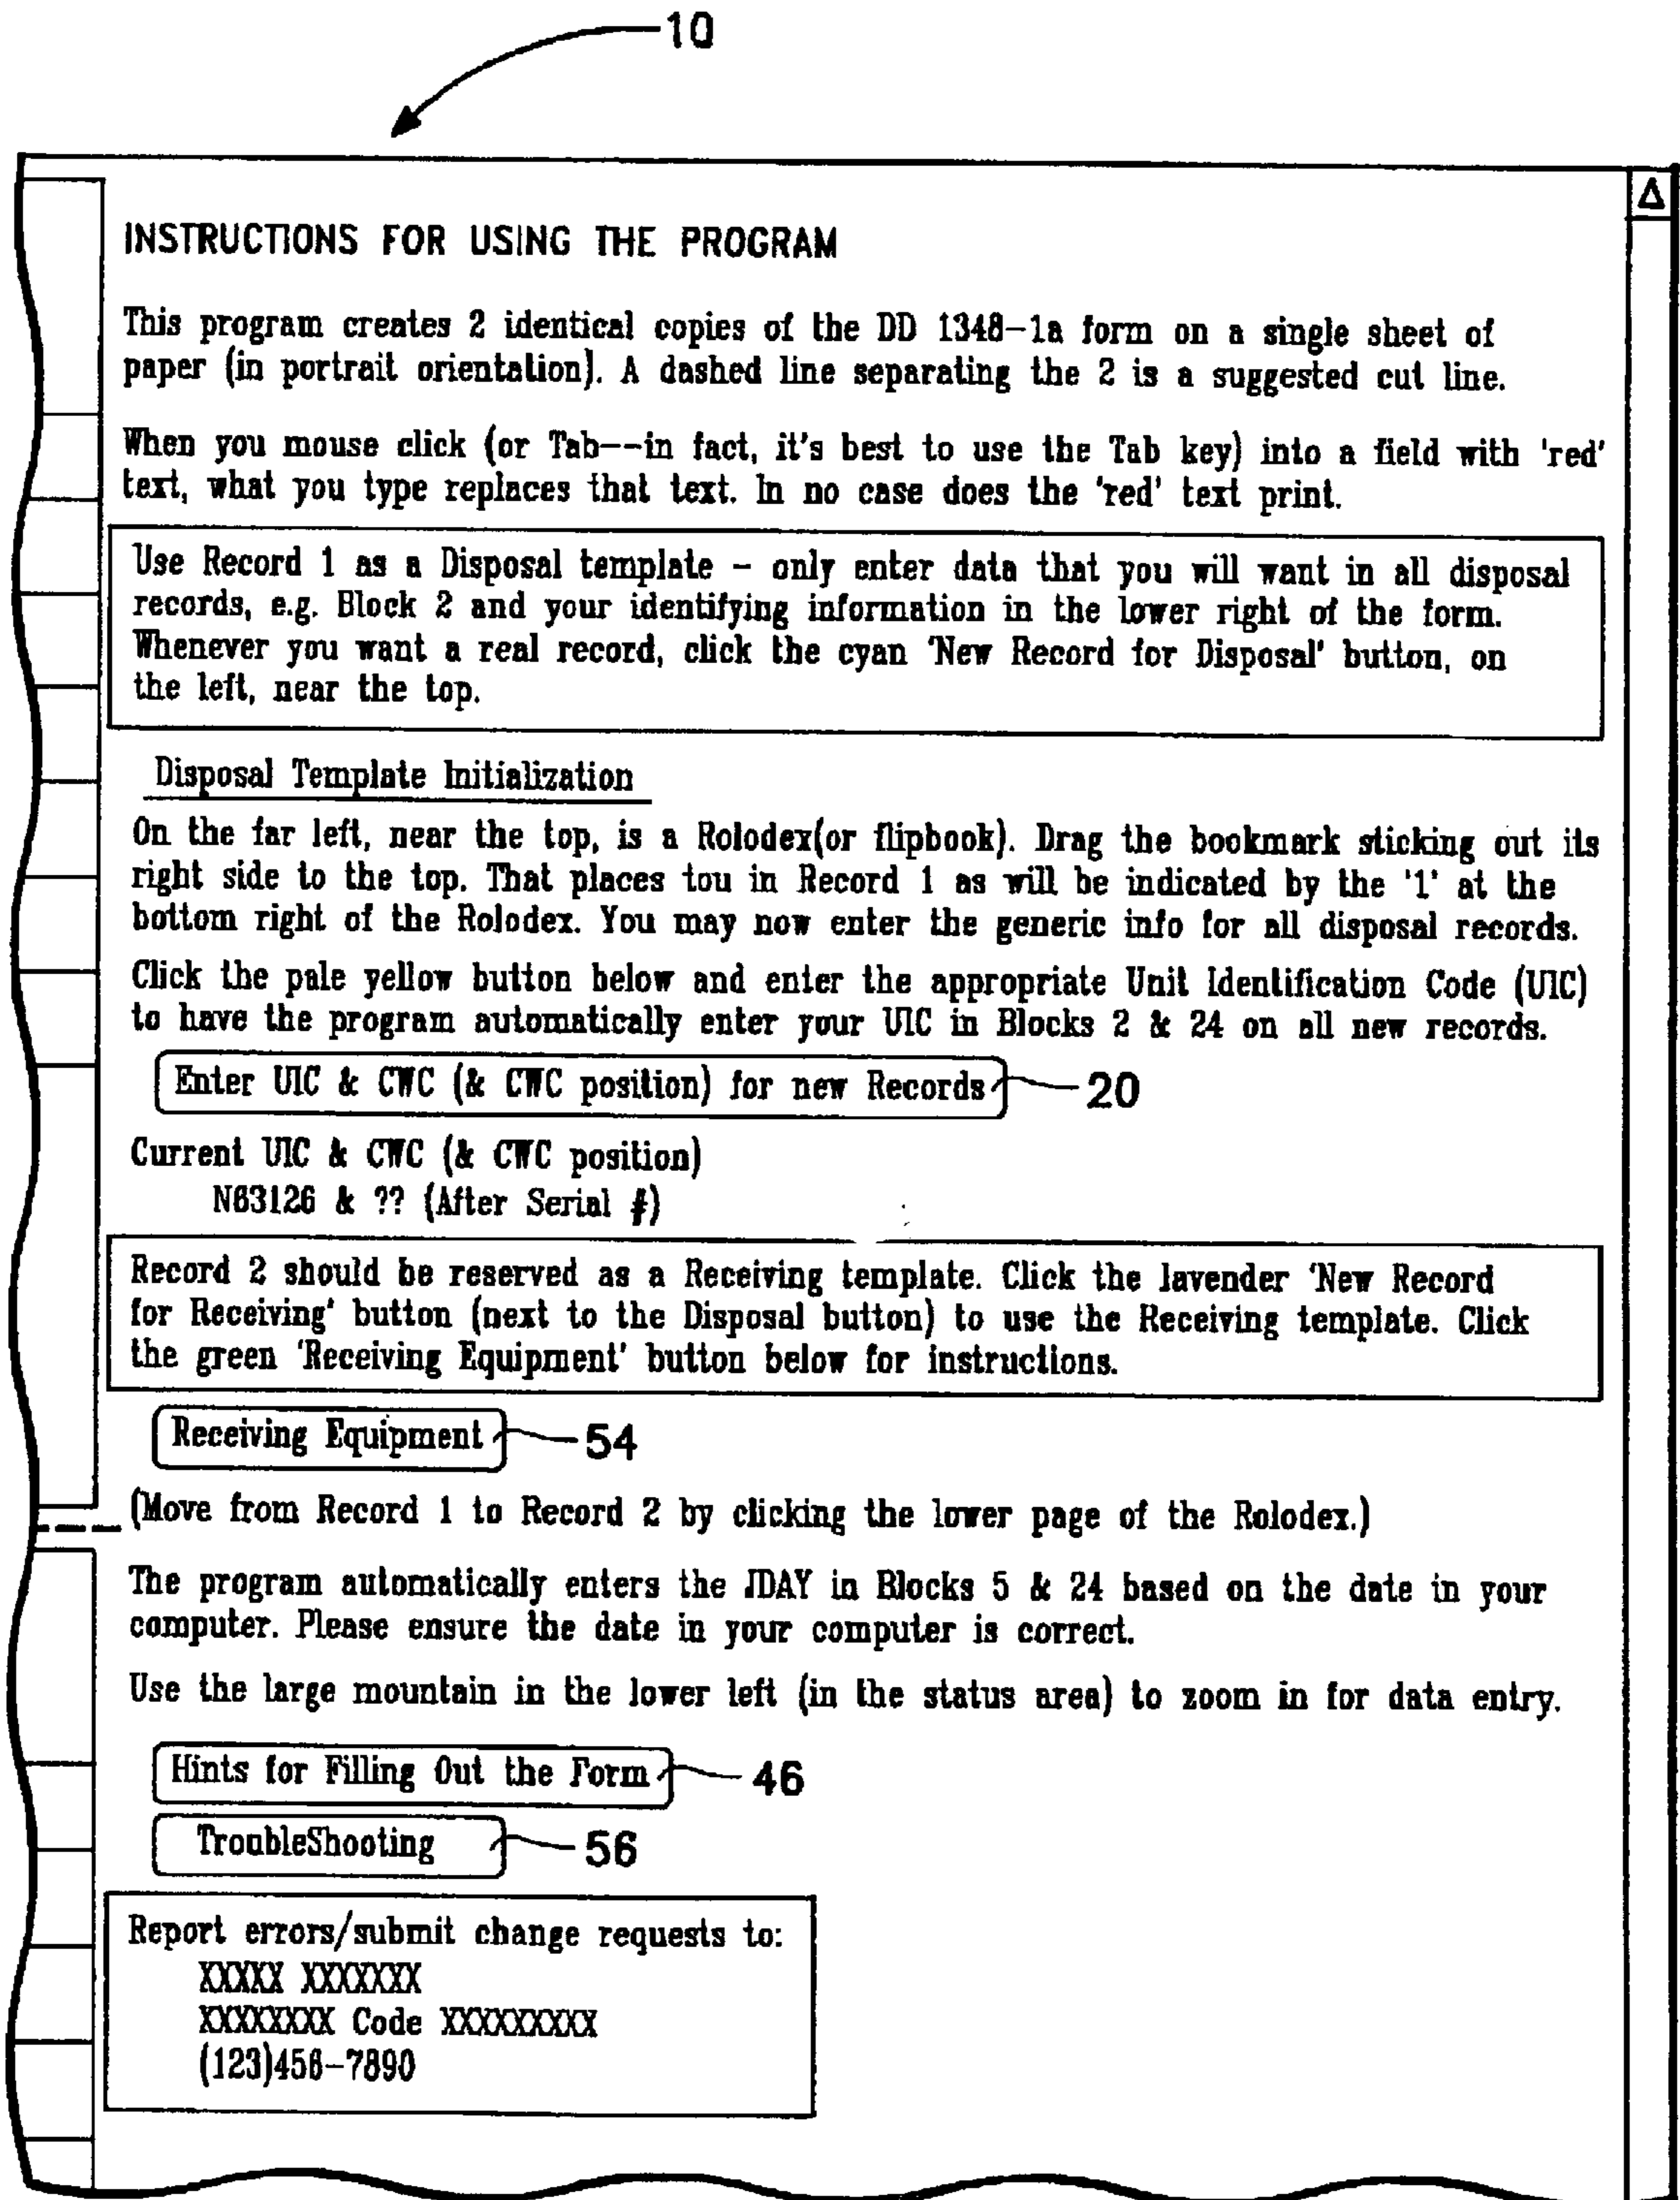 10
Δ
INSTRUCTIONS FOR USING THE PROGRAM
This program creates 2 identical copies of the DD 1348-1a form on a single sheet of
paper (in portrait orientation). A dashed line separating the 2 is a suggested cut line.
When you mouse click (or Tab--in fact, it's best to use the Tab key) into a field with 'red'
text, what you type replaces that text. In no case does the 'red' text print.
Use Record 1 as a Disposal template - only enter data that you will want in all disposal
records, e.g. Block 2 and your identifying information in the lower right of the form.
Whenever you want a real record, click the cyan 'New Record for Disposal' button, on
the left, near the top.
Disposal Template Initialization
On the far left, near the top, is a Rolodex(or flipbook). Drag the bookmark sticking out its
right side to the top. That places tou in Record 1 as will be indicated by the '1' at the
bottom right of the Rolodex. You may now enter the generic info for all disposal records.
Click the pale yellow button below and enter the appropriate Unit Identification Code (UIC)
to have the program automatically enter your UIC in Blocks 2 & 24 on all new records.
Enter UIC & CWC (& CWC position) for new Records 20
Current UIC & CWC (& CWC position)
N63126 & ?? (After Serial #)
Record 2 should be reserved as a Receiving template. Click the lavender 'New Record
for Receiving' button (next to the Disposal button) to use the Receiving template. Click
the green 'Receiving Equipment' button below for instructions.
Receiving Equipment 54
(Move from Record 1 to Record 2 by clicking the lower page of the Rolodex.)
The program automatically enters the JDAY in Blocks 5 & 24 based on the date in your
computer. Please ensure the date in your computer is correct.
Use the large mountain in the lower left (in the status area) to zoom in for data entry.
Hints for Filling Out the Form 46
TroubleShooting 56
Report errors/submit change requests to:
XXXXX XXXXXXX
XXXXXXXX Code XXXXXXXXX
(123)456-7890